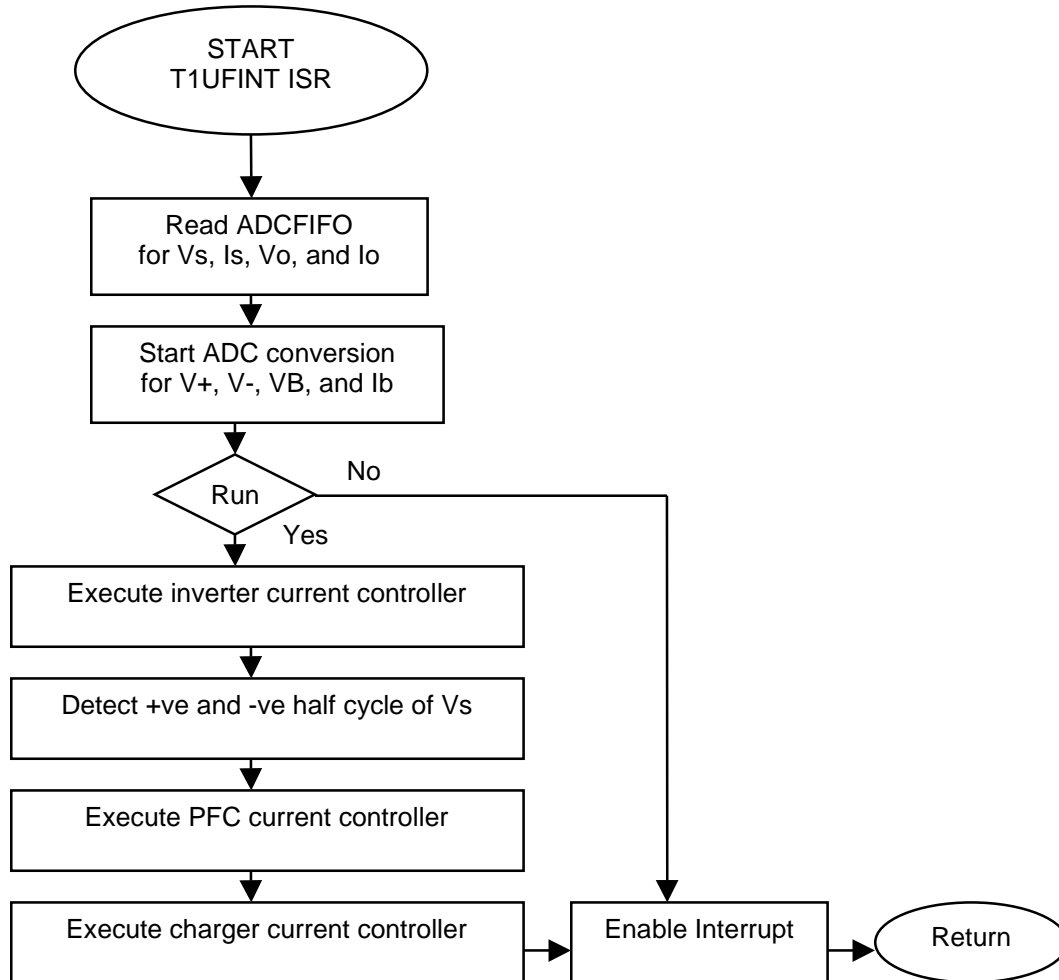 START
T1UFINT ISR
Read ADCFIFO
for Vs, Is, Vo, and Io
Start ADC conversion
for V+, V-, VB, and Ib
Run
No
Yes
Execute inverter current controller
Detect +ve and -ve half cycle of Vs
Execute PFC current controller
Execute charger current controller
Enable Interrupt
Return